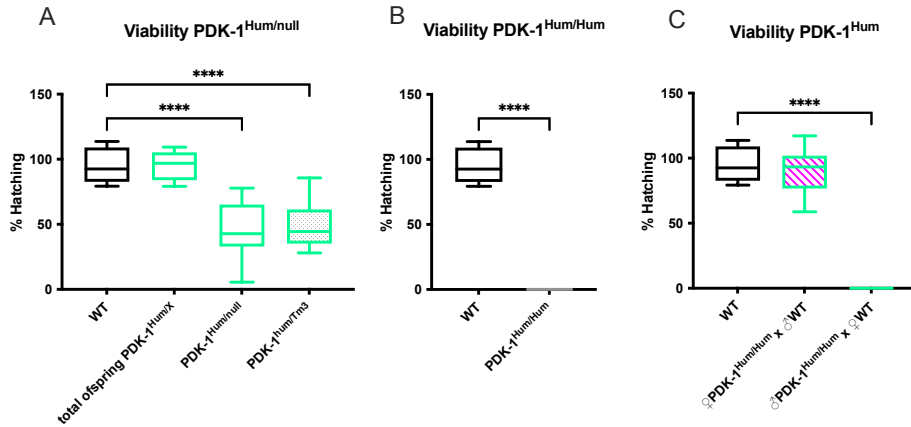 A
Viability PDK-1Hum/null
****
****
150
100
50
0
% Hatching
WT
total ofspring PDK-1Hum/X
PDK-1Hum/null
PDK-1hum/Tm3
B
Viability PDK-1Hum/Hum
****
150
100
50
0
% Hatching
WT
PDK-1Hum/Hum
C
Viability PDK-1Hum
****
150
100
50
0
% Hatching
WT
♀PDK-1Hum/Hum x ♂WT
♂PDK-1Hum/Hum x ♀WT